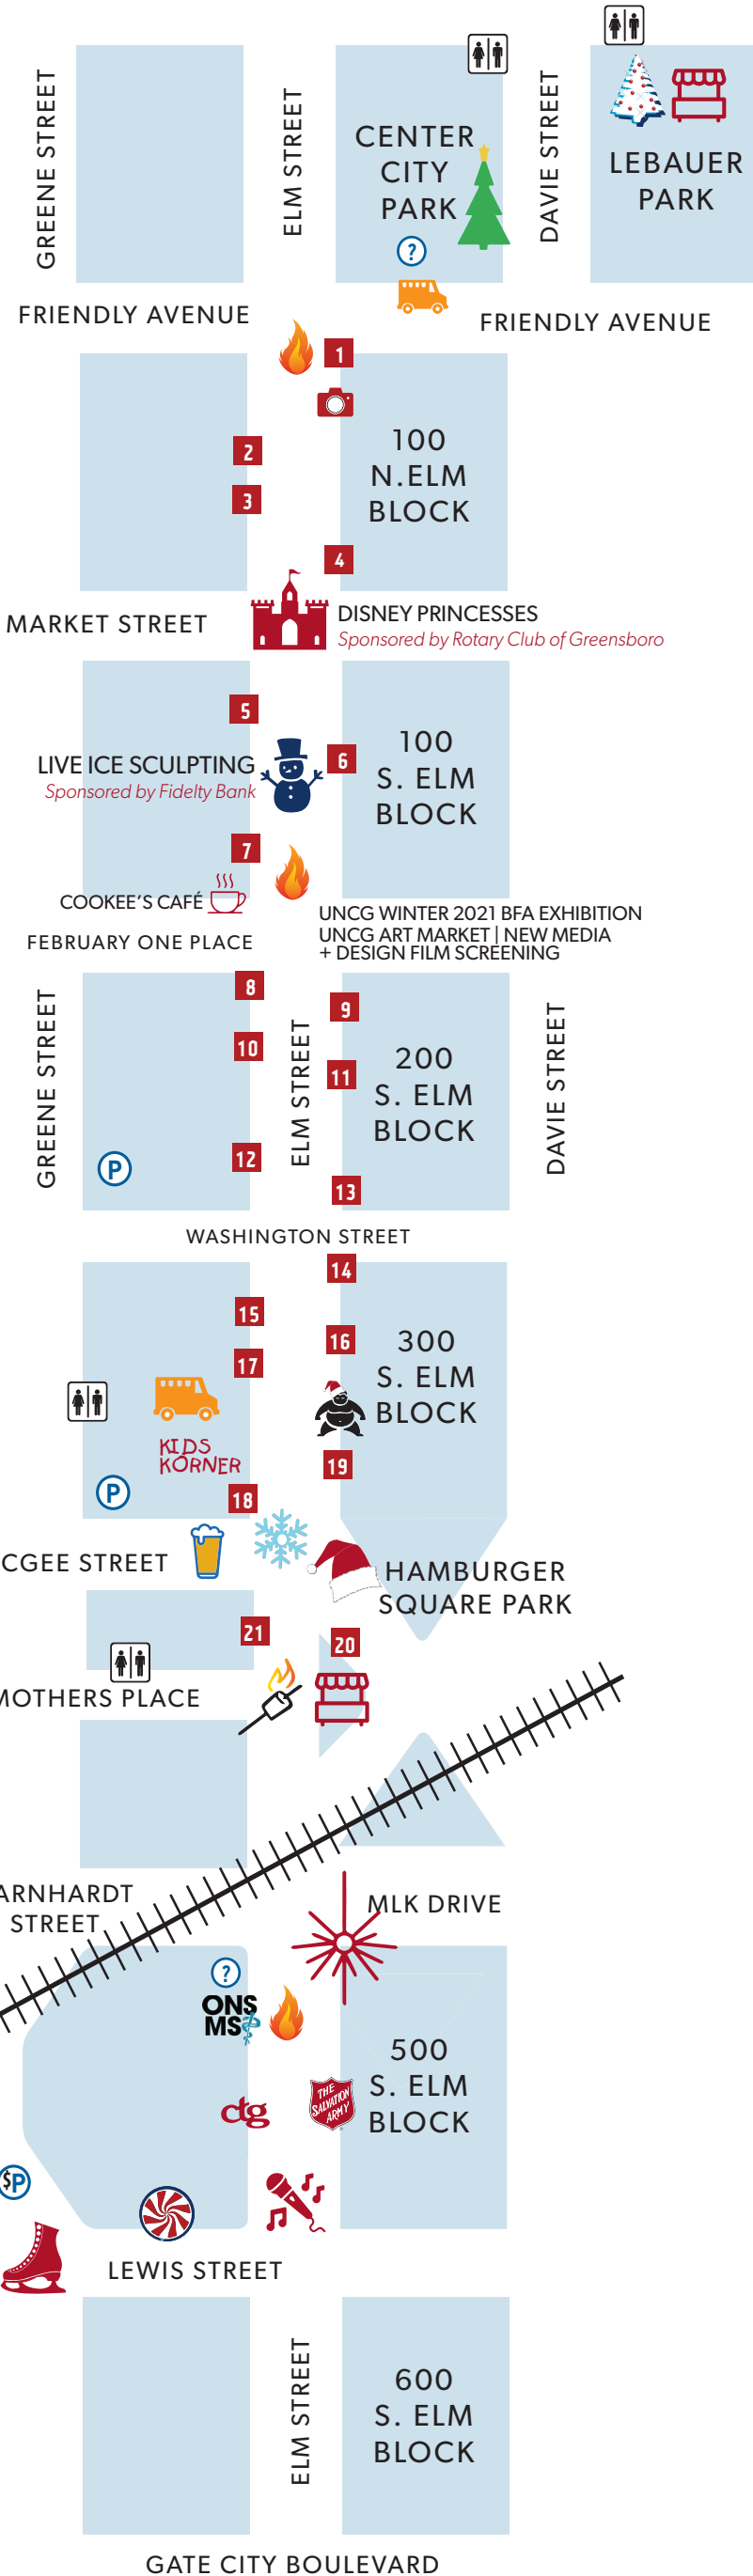 GREENE STREET
ELM STREET
CENTER
CITY
PARK
?
DAVIE STREET
LEBAUER
PARK
FRIENDLY AVENUE
FRIENDLY AVENUE
1
2
3
100
N.ELM
BLOCK
4
MARKET STREET
DISNEY PRINCESSES
Sponsored by Rotary Club of Greensboro
5
LIVE ICE SCULPTING
Sponsored by Fidelty Bank
6
100
S. ELM
BLOCK
7
COOKEE'S CAFÉ
FEBRUARY ONE PLACE
UNCG WINTER 2021 BFA EXHIBITION
UNCG ART MARKET | NEW MEDIA
+ DESIGN FILM SCREENING
GREENE STREET
8
9
10
ELM STREET
11
200
S. ELM
BLOCK
DAVIE STREET
P
12
13
WASHINGTON STREET
14
15
16
17
300
S. ELM
BLOCK
KIDS
KORNER
P
18
19
CGEE STREET
HAMBURGER
SQUARE PARK
21
20
MOTHERS PLACE
ARNHARDT
STREET
MLK DRIVE
?
ONS
MS
500
S. ELM
BLOCK
ctg
THE
SALVATION
ARMY
$P
LEWIS STREET
ELM STREET
600
S. ELM
BLOCK
GATE CITY BOULEVARD